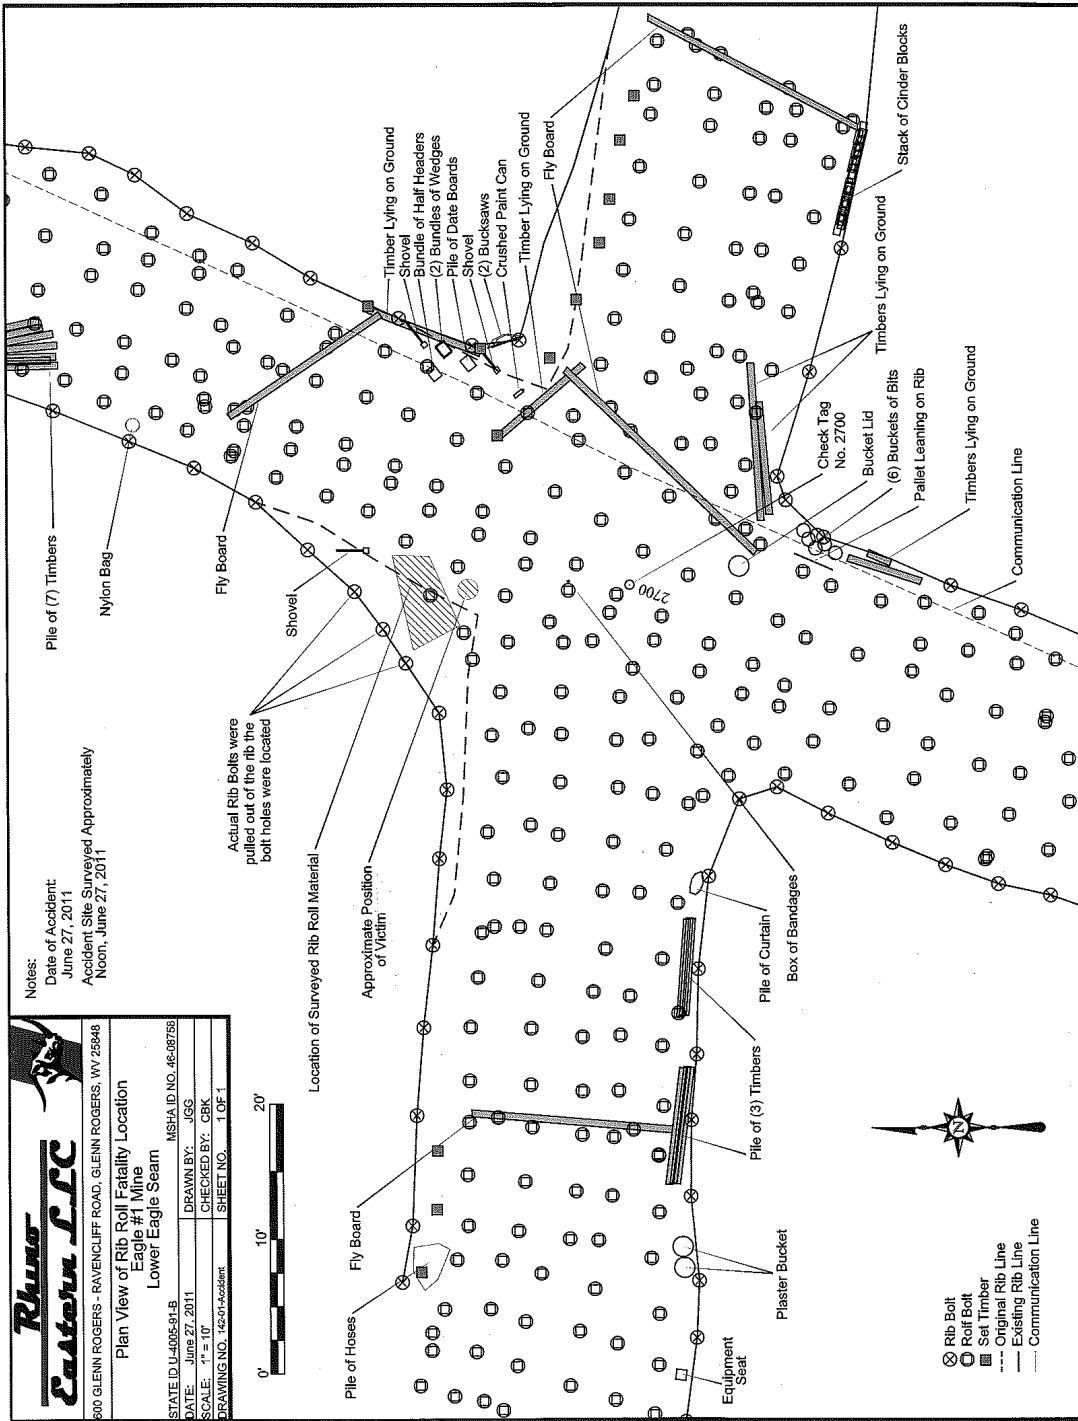 Rhino
Eastern LLC
600 GLENN ROGERS - RAVENCLIFF ROAD, GLENN ROGERS, WV 25848
Plan View of Rib Roll Fatality Location
Eagle #1 Mine
Lower Eagle Seam
STATE ID U-4005-91-B
MSHA ID NO. 46-08758
DATE: June 27, 2011
DRAWN BY: JGG
SCALE: 1" = 10'
CHECKED BY: CBK
DRAWING NO. 142-01-Accident
SHEET NO. 1 OF 1
Notes:
Date of Accident:
June 27, 2011
Accident Site Surveyed Approximately
Noon, June 27, 2011
0'
10'
20'
Pile of (7) Timbers
Nylon Bag
Fly Board
Shovel
Actual Rib Bolts were
pulled out of the rib the
bolt holes were located
Location of Surveyed Rib Roll Material
Approximate Position
of Victim
Fly Board
Pile of Hoses
Timber Lying on Ground
Shovel
Bundle of Half Headers
(2) Bundles of Wedges
Pile of Date Boards
Shovel
(2) Bucksaws
Crushed Paint Can
Timber Lying on Ground
Fly Board
Stack of Cinder Blocks
Timbers Lying on Ground
Check Tag
No. 2700
2700
Bucket Lid
(6) Buckets of Bits
Pallet Leaning on Rib
Timbers Lying on Ground
Communication Line
Box of Bandages
Pile of Curtain
Pile of (3) Timbers
Plaster Bucket
Equipment
Seat
N
Rib Bolt
Rolf Bolt
Set Timber
Original Rib Line
Existing Rib Line
Communication Line